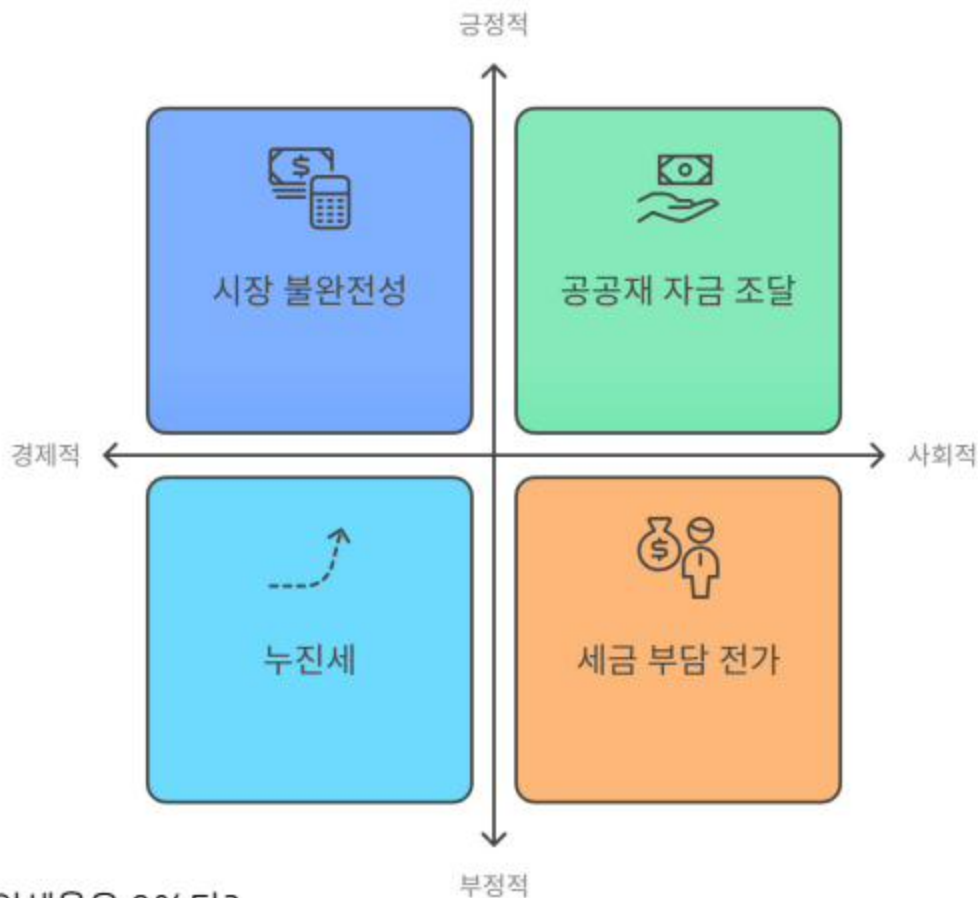 긍정적
시장 불완전성
공공재 자금 조달
경제적
사회적
누진세
세금 부담 전가
부정적